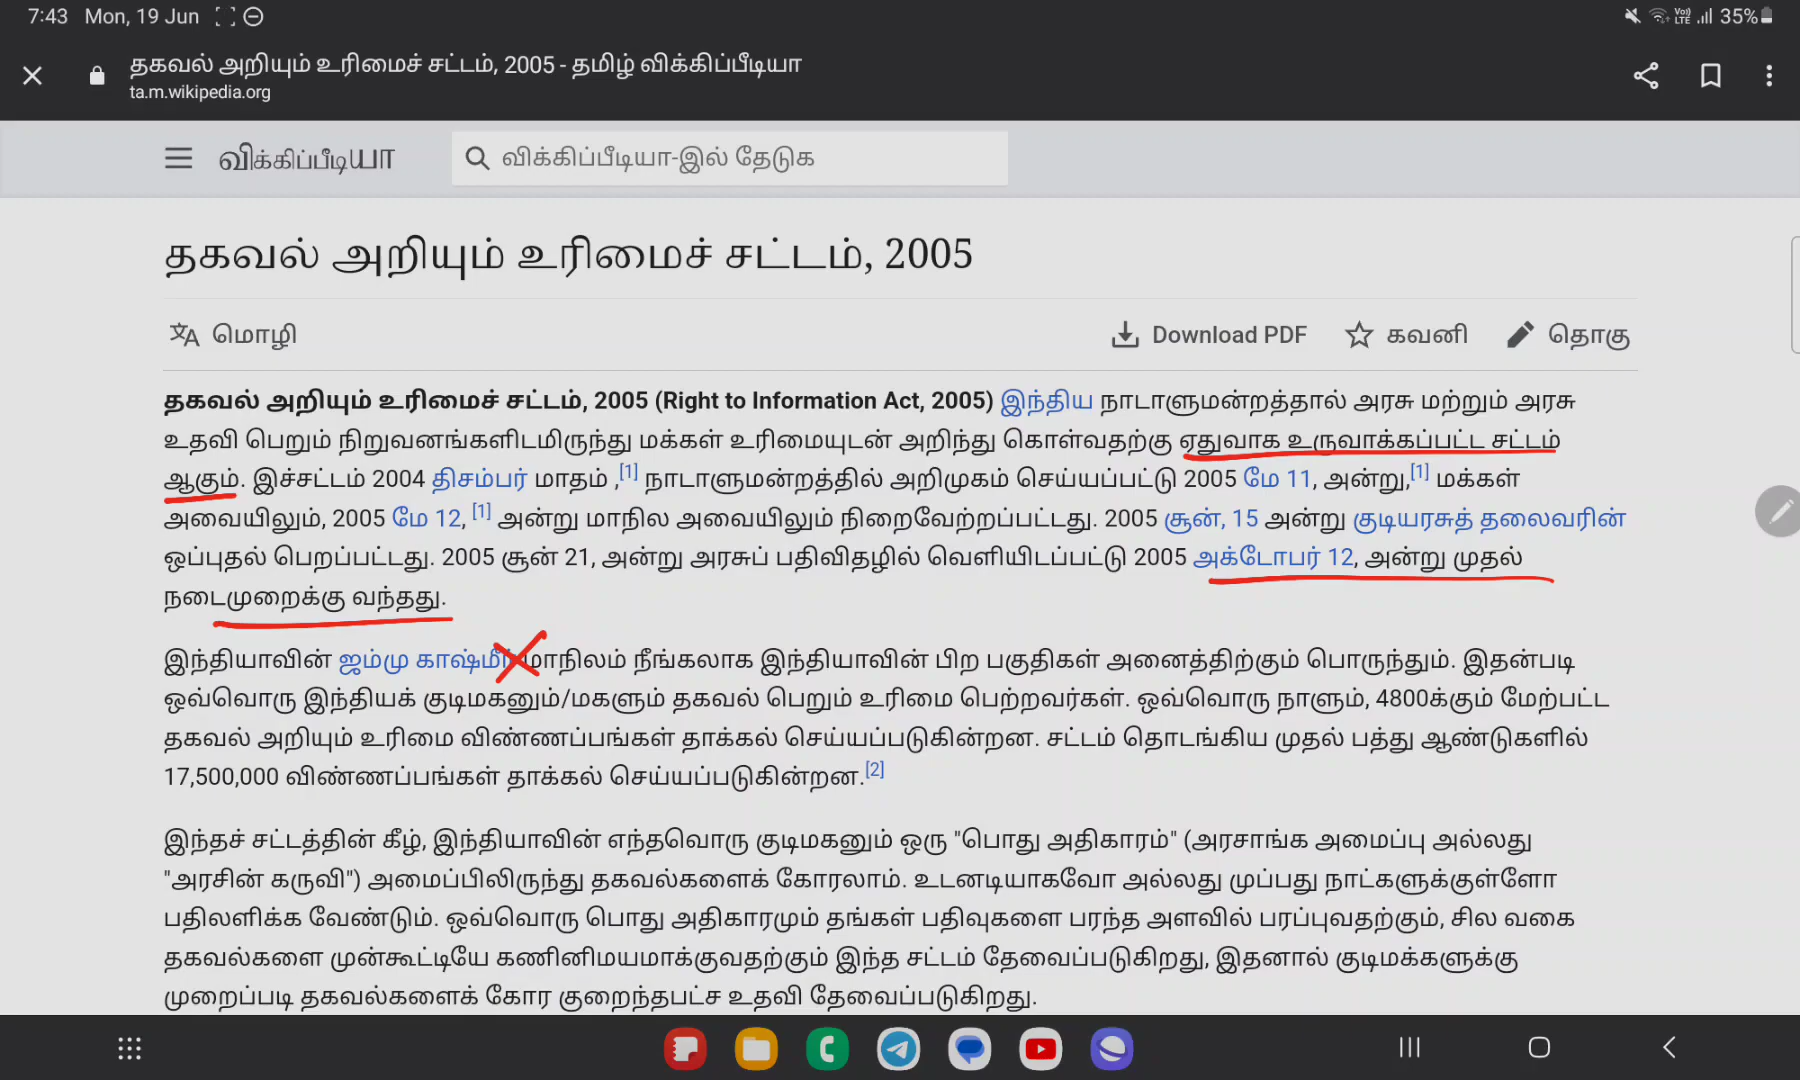 7:43 Mon, 19 Jun
Vo) LTE 35%
தகவல் அறியும் உரிமைச் சட்டம், 2005 - தமிழ் விக்கிப்பீடியா
ta.m.wikipedia.org
விக்கிப்பீடியா
விக்கிப்பீடியா-இல் தேடுக
தகவல் அறியும் உரிமைச் சட்டம், 2005
மொழி
Download PDF
கவனி
தொகு
தகவல் அறியும் உரிமைச் சட்டம், 2005 (Right to Information Act, 2005) இந்திய நாடாளுமன்றத்தால் அரசு மற்றும் அரசு
உதவி பெறும் நிறுவனங்களிடமிருந்து மக்கள் உரிமையுடன் அறிந்து கொள்வதற்கு ஏதுவாக உருவாக்கப்பட்ட சட்டம்
ஆகும். இச்சட்டம் 2004 திசம்பர் மாதம் ,[1] நாடாளுமன்றத்தில் அறிமுகம் செய்யப்பட்டு 2005 மே 11, அன்று,[1] மக்கள்
அவையிலும், 2005 மே 12, [1] அன்று மாநில அவையிலும் நிறைவேற்றப்பட்டது. 2005 சூன், 15 அன்று குடியரசுத் தலைவரின்
ஒப்புதல் பெறப்பட்டது. 2005 சூன் 21, அன்று அரசுப் பதிவிதழில் வெளியிடப்பட்டு 2005 அக்டோபர் 12, அன்று முதல்
நடைமுறைக்கு வந்தது.
இந்தியாவின் ஜம்மு காஷ்மீர் மாநிலம் நீங்கலாக இந்தியாவின் பிற பகுதிகள் அனைத்திற்கும் பொருந்தும். இதன்படி
ஒவ்வொரு இந்தியக் குடிமகனும்/மகளும் தகவல் பெறும் உரிமை பெற்றவர்கள். ஒவ்வொரு நாளும், 4800க்கும் மேற்பட்ட
தகவல் அறியும் உரிமை விண்ணப்பங்கள் தாக்கல் செய்யப்படுகின்றன. சட்டம் தொடங்கிய முதல் பத்து ஆண்டுகளில்
17,500,000 விண்ணப்பங்கள் தாக்கல் செய்யப்படுகின்றன.[2]
இந்தச் சட்டத்தின் கீழ், இந்தியாவின் எந்தவொரு குடிமகனும் ஒரு "பொது அதிகாரம்" (அரசாங்க அமைப்பு அல்லது
"அரசின் கருவி") அமைப்பிலிருந்து தகவல்களைக் கோரலாம். உடனடியாகவோ அல்லது முப்பது நாட்களுக்குள்ளோ
பதிலளிக்க வேண்டும். ஒவ்வொரு பொது அதிகாரமும் தங்கள் பதிவுகளை பரந்த அளவில் பரப்புவதற்கும், சில வகை
தகவல்களை முன்கூட்டியே கணினிமயமாக்குவதற்கும் இந்த சட்டம் தேவைப்படுகிறது, இதனால் குடிமக்களுக்கு
முறைப்படி தகவல்களைக் கோர குறைந்தபட்ச உதவி தேவைப்படுகிறது.